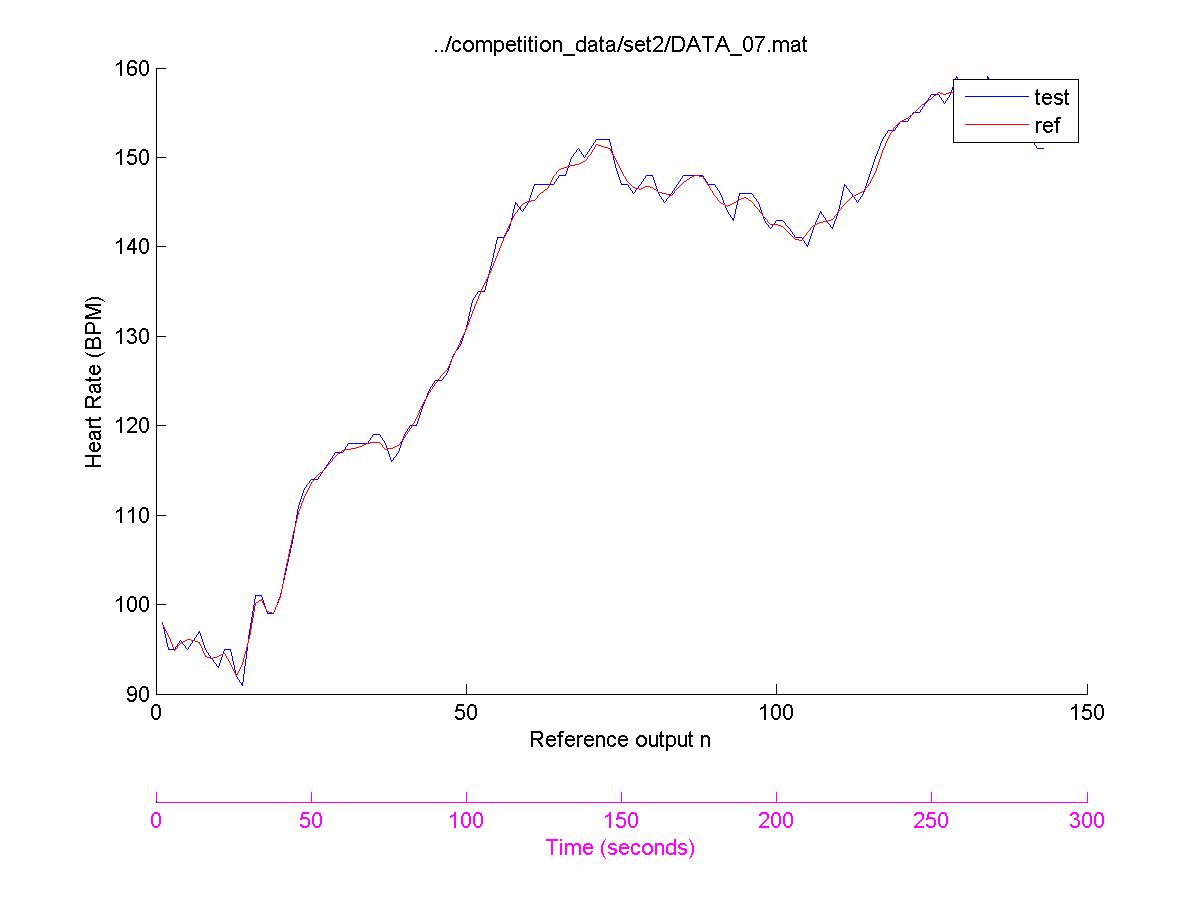 ../competition_data/set2/DATA_07.mat
160
150
140
130
120
110
100
90
Heart Rate (BPM)
test
ref
0 50 100 150
Reference output n
0 50 100 150 200 250 300
Time (seconds)